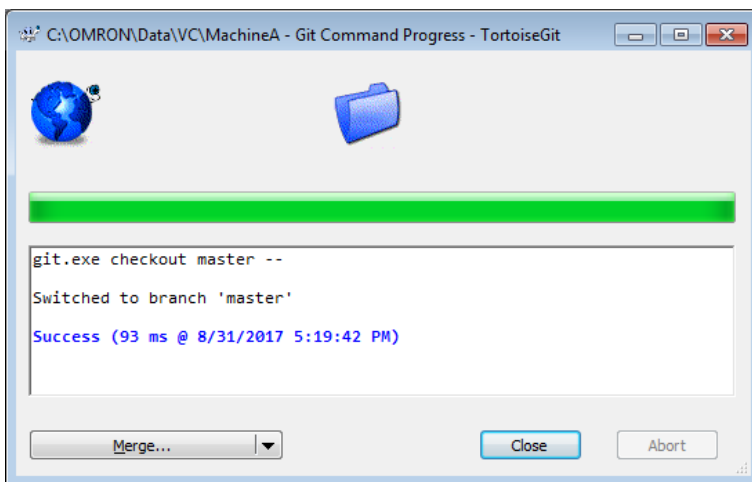 C:\OMRON\Data\VC\MachineA - Git Command Progress - TortoiseGit
git.exe checkout master --
Switched to branch 'master'
Success (93 ms @ 8/31/2017 5:19:42 PM)
Merge...
Close
Abort